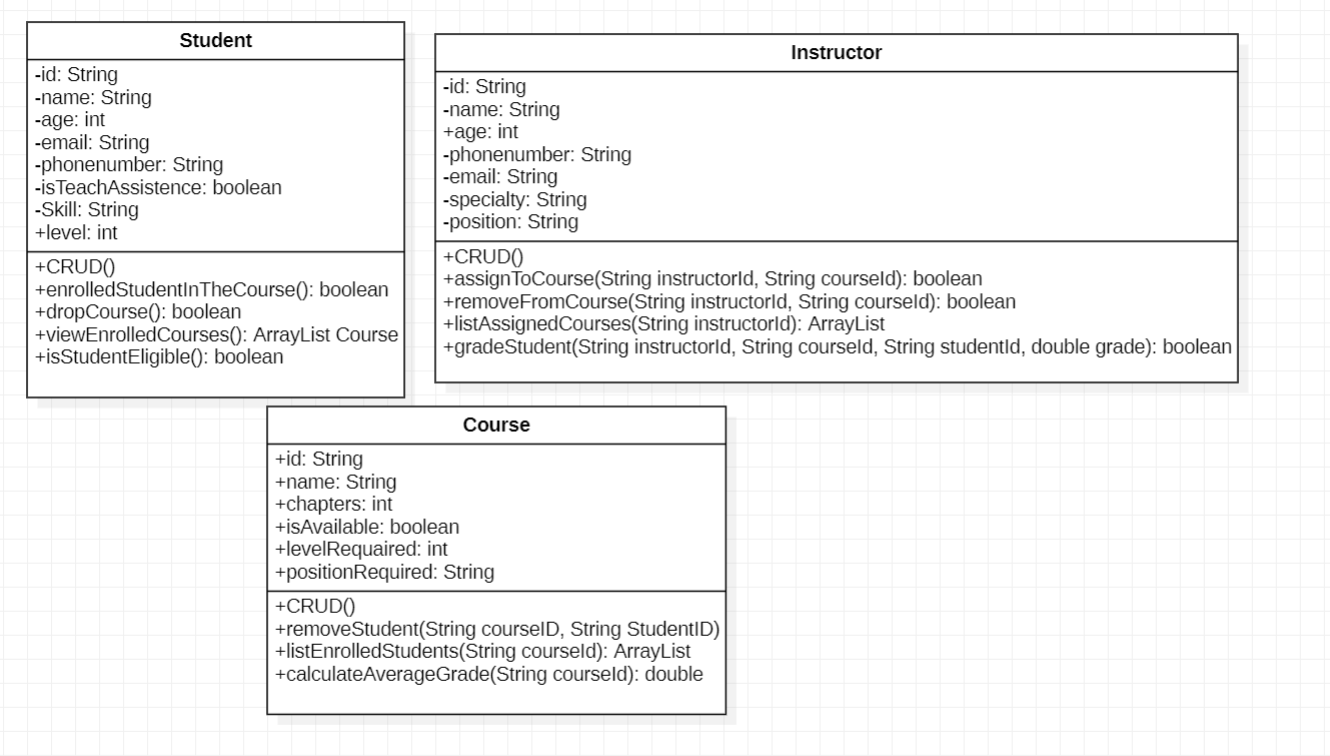 Student
-id: String
-name: String
-age: int
-email: String
-phonenumber: String
-isTeachAssistence: boolean
-Skill: String
+level: int
+CRUD()
+enrolledStudentInTheCourse(): boolean
+dropCourse(): boolean
+viewEnrolledCourses(): ArrayList Course
+isStudentEligible(): boolean
Instructor
-id: String
-name: String
+age: int
-phonenumber: String
-email: String
-specialty: String
-position: String
+CRUD()
+assignToCourse(String instructorId, String courseId): boolean
+removeFromCourse(String instructorId, String courseId): boolean
+listAssignedCourses(String instructorId): ArrayList
+gradeStudent(String instructorId, String courseId, String studentId, double grade): boolean
Course
+id: String
+name: String
+chapters: int
+isAvailable: boolean
+levelRequaired: int
+positionRequired: String
+CRUD()
+removeStudent(String courseID, String StudentID)
+listEnrolledStudents(String courseId): ArrayList
+calculateAverageGrade(String courseId): double